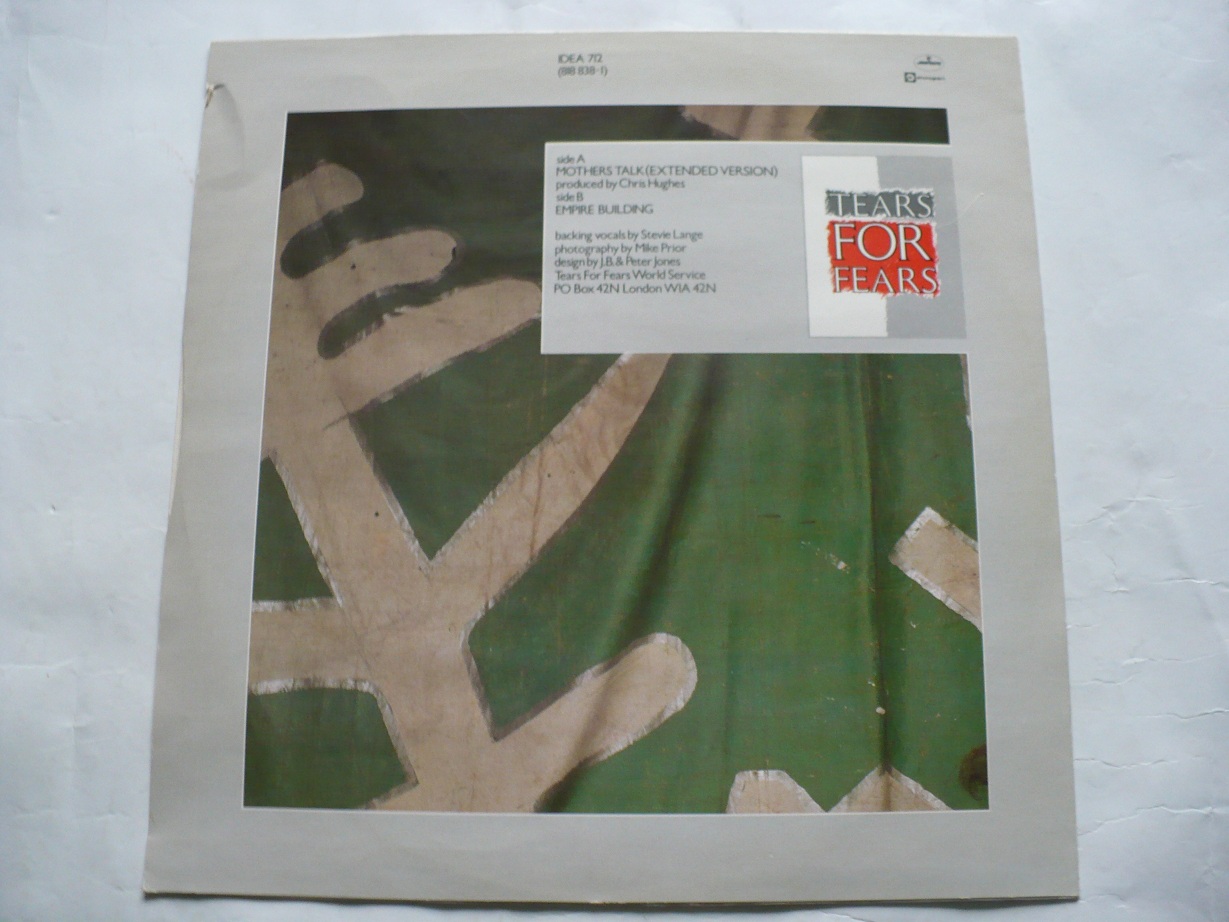 IDEA 712
(818 838-1)
side A
MOTHERS TALK (EXTENDED VERSION)
produced by Chris Hughes
side B
EMPIRE BUILDING
backing vocals by Stevie Lange
photography by Mike Prior
design by J.B. & Peter Jones
Tears For Fears World Service
PO Box 42N London W1A 42N
TEARS
FOR
FEARS